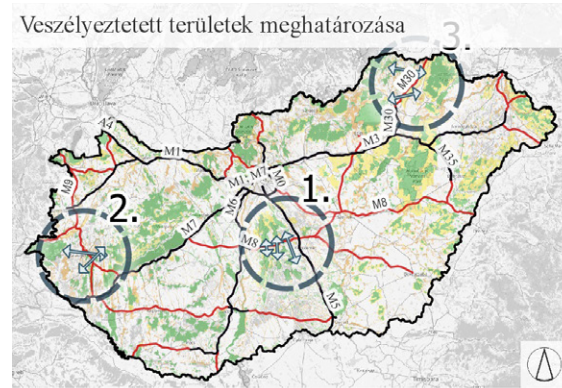 Veszélyeztetett területek meghatározása
3.
M30
M30
A4
M1
M3
M35
M1; M7
M0
1.
M9
2.
M7
M6
M8
M8
M5